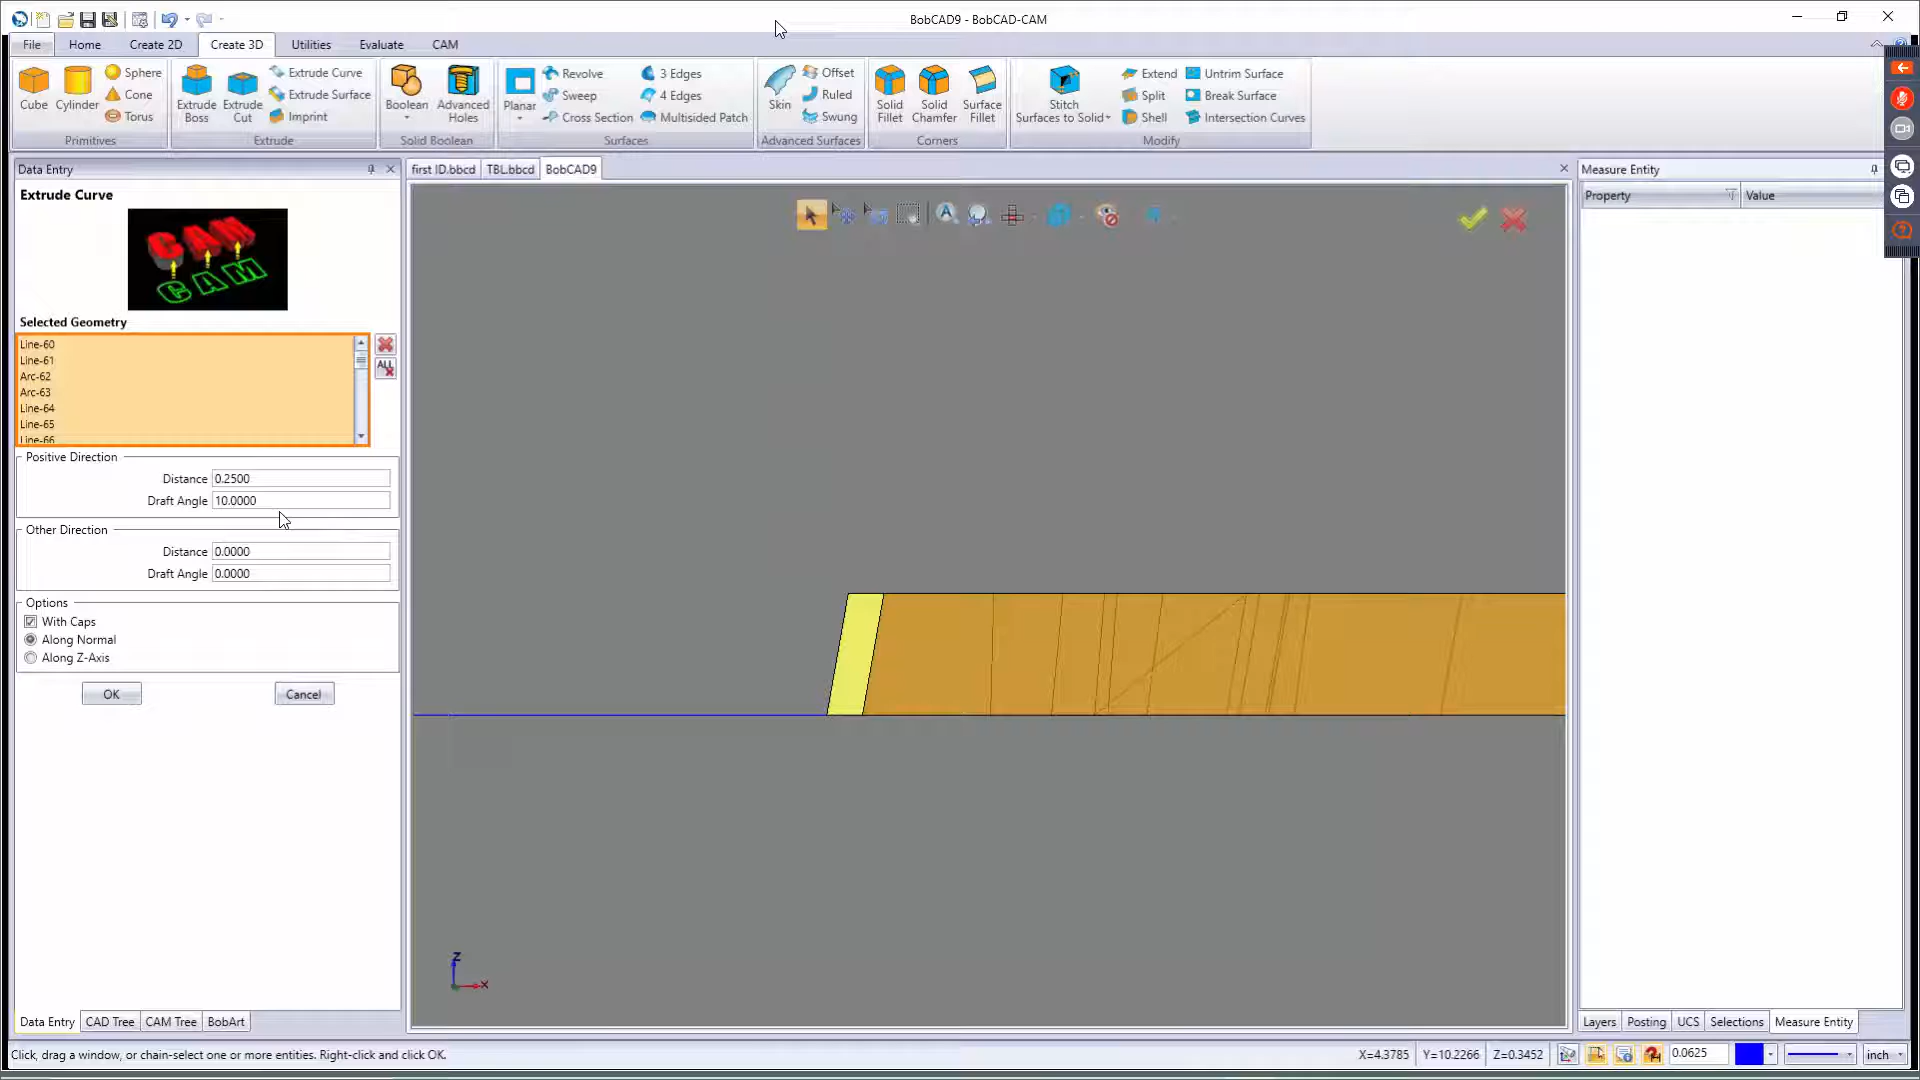 BobCAD9 - BobCAD-CAM
File Home Create 2D Create 3D Utilities Evaluate CAM
Cube
Cylinder
Sphere
Cone
Torus
Primitives
Extrude Boss
Extrude Cut
Extrude Curve
Extrude Surface
Imprint
Extrude
Boolean
Advanced Holes
Solid Boolean
Planar
Revolve
Sweep
Cross Section
3 Edges
4 Edges
Multisided Patch
Surfaces
Skin
Offset
Ruled
Swung
Advanced Surfaces
Solid Fillet
Solid Chamfer
Surface Fillet
Corners
Stitch Surfaces to Solid
Extend
Split
Shell
Untrim Surface
Break Surface
Intersection Curves
Modify
Data Entry
first ID.bbcd TBL.bbcd BobCAD9
Measure Entity
Property Value
Extrude Curve
CAM
CAM
Selected Geometry
Line-60
Line-61
Arc-62
Arc-63
Line-64
Line-65
Line-66
ALL
Positive Direction
Distance 0.2500
Draft Angle 10.0000
Other Direction
Distance 0.0000
Draft Angle 0.0000
Options
With Caps
Along Normal
Along Z-Axis
OK Cancel
Z
X
Data Entry CAD Tree CAM Tree BobArt
Layers Posting UCS Selections Measure Entity
Click, drag a window, or chain-select one or more entities. Right-click and click OK.
X=4.3785 Y=10.2266 Z=0.3452 0.0625 inch